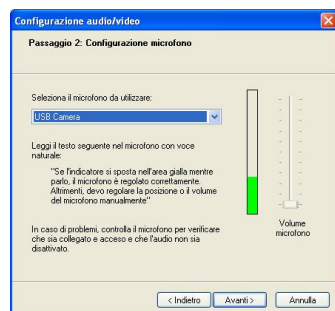 Configurazione audio/video
Passaggio 2: Configurazione microfono
Seleziona il microfono da utilizzare:
USB Camera
Leggi il testo seguente nel microfono con voce
naturale:
"Se l'indicatore si sposta nell'area gialla mentre
parlo, il microfono è regolato correttamente.
Altrimenti, devo regolare la posizione o il volume
del microfono manualmente"
In caso di problemi, controlla il microfono per verificare
che sia collegato e acceso e che l'audio non sia
disattivato.
Volume
microfono
< Indietro
Avanti >
Annulla